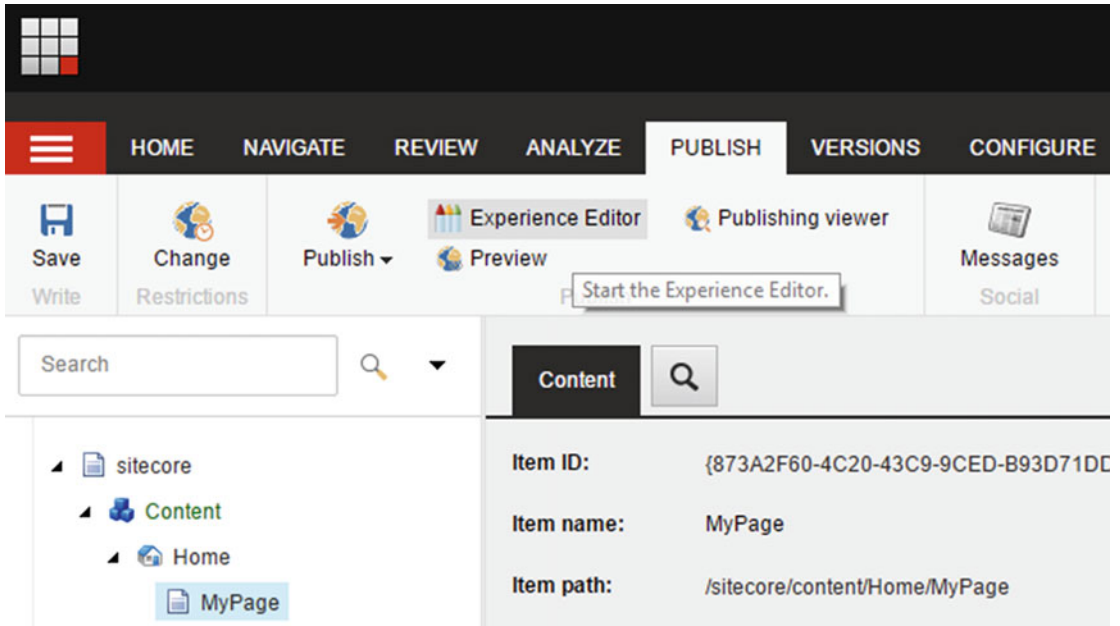 HOME NAVIGATE REVIEW ANALYZE PUBLISH VERSIONS CONFIGURE
Experience Editor Publishing viewer
Save Change Publish Preview Messages
Write Restrictions Start the Experience Editor. Social
Search
Content
sitecore
Item ID: {873A2F60-4C20-43C9-9CED-B93D71DD
Content
Item name: MyPage
Home
Item path: /sitecore/content/Home/MyPage
MyPage